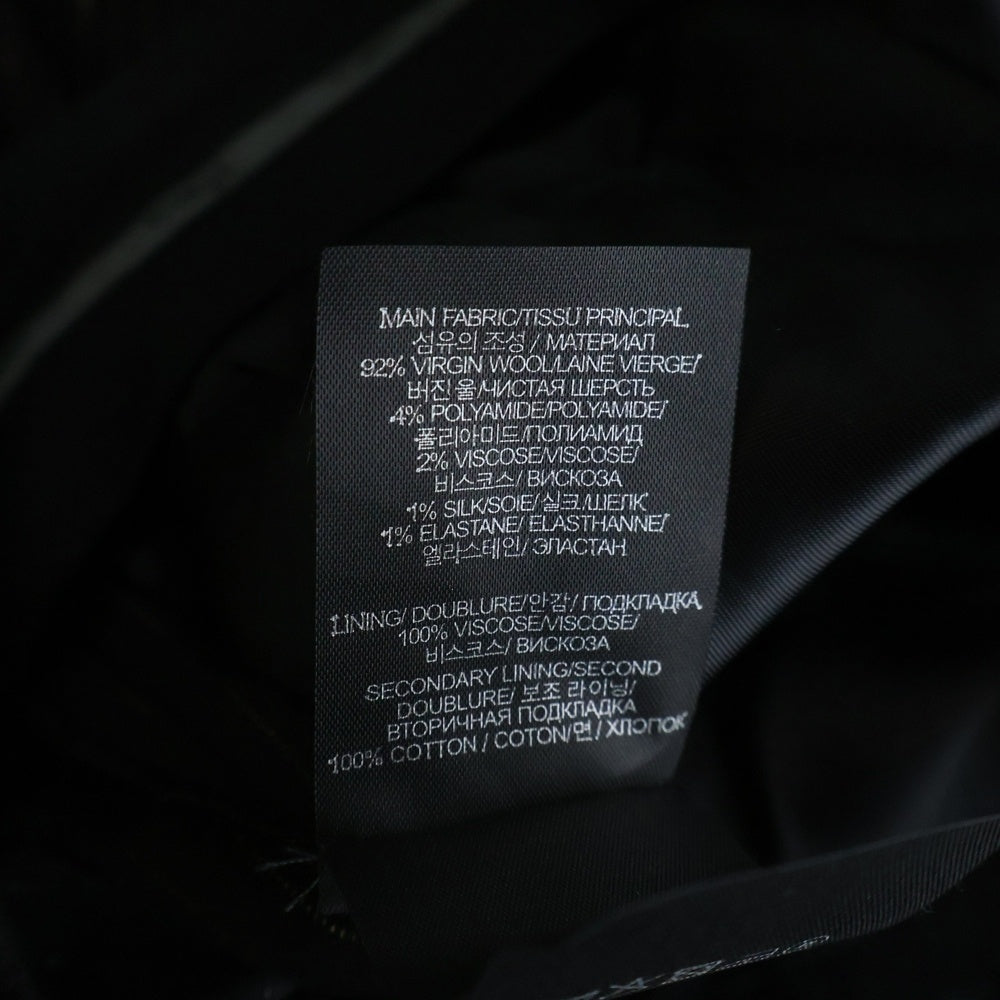 MAIN FABRIC/TISSU PRINCIPAL
섬유의 조성 / МАТЕРИАЛ
92% VIRGIN WOOL/LAINE VIERGE/
버진 울/ЧИСТАЯ ШЕРСТЬ
4% POLYAMIDE/POLYAMIDE/
폴리아미드/ПОЛИАМИД
2% VISCOSE/VISCOSE/
비스코스/ ВИСКОЗА
1% SILK/SOIE/ 실크/ШЕЛК
1% ELASTANE/ ELASTHANNE/
엘라스테인/ ЭЛАСТАН
LINING/ DOUBLURE/안감/ ПОДКЛАДКА
100% VISCOSE/VISCOSE/
비스코스/ ВИСКОЗА
SECONDARY LINING/SECOND
DOUBLURE/ 보조 라이닝/
ВТОРИЧНАЯ ПОДКЛАДКА
100% COTTON / COTON/면 / ХЛОПОК